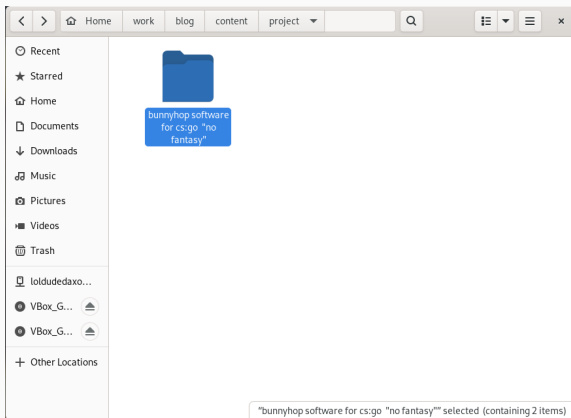 Home work blog content project
Recent
Starred
Home
Documents
Downloads
Music
Pictures
Videos
Trash
loldudedaxo...
VBox_G...
VBox_G...
Other Locations
bunnyhop software
for cs:go "no
fantasy"
"bunnyhop software for cs:go "no fantasy"" selected (containing 2 items)